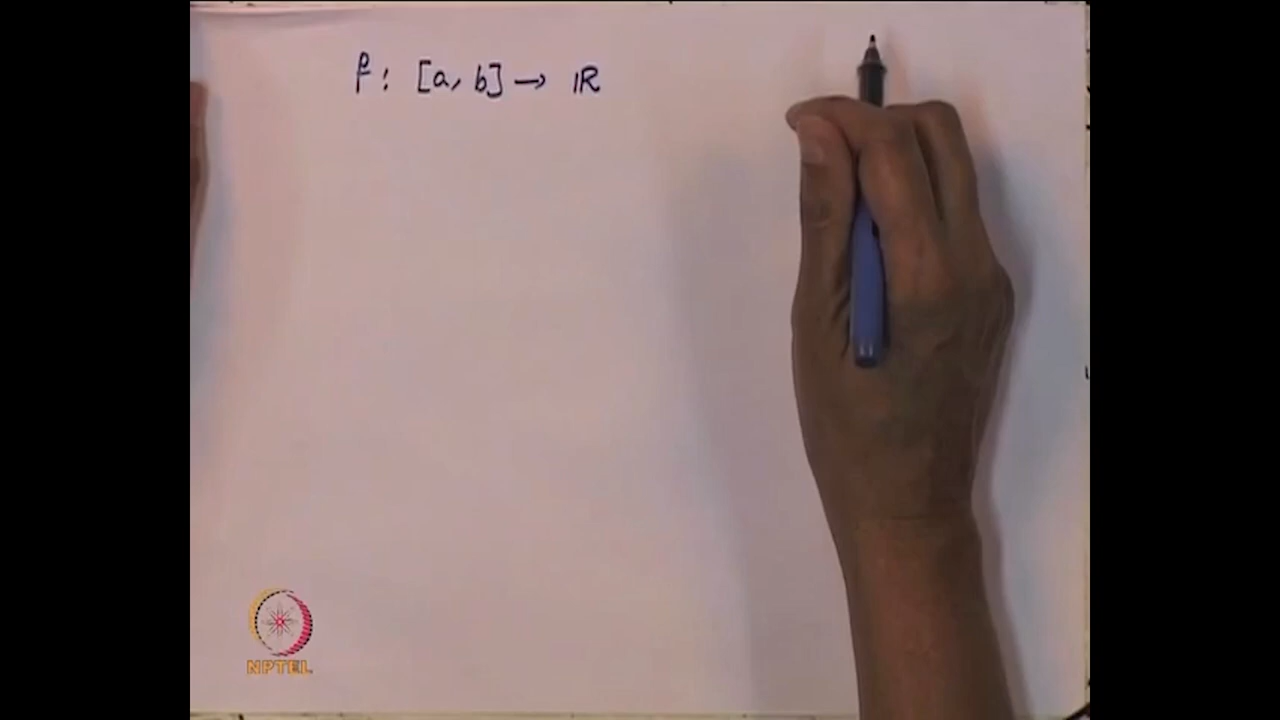 f: [a, b] → ℝ
NPTEL